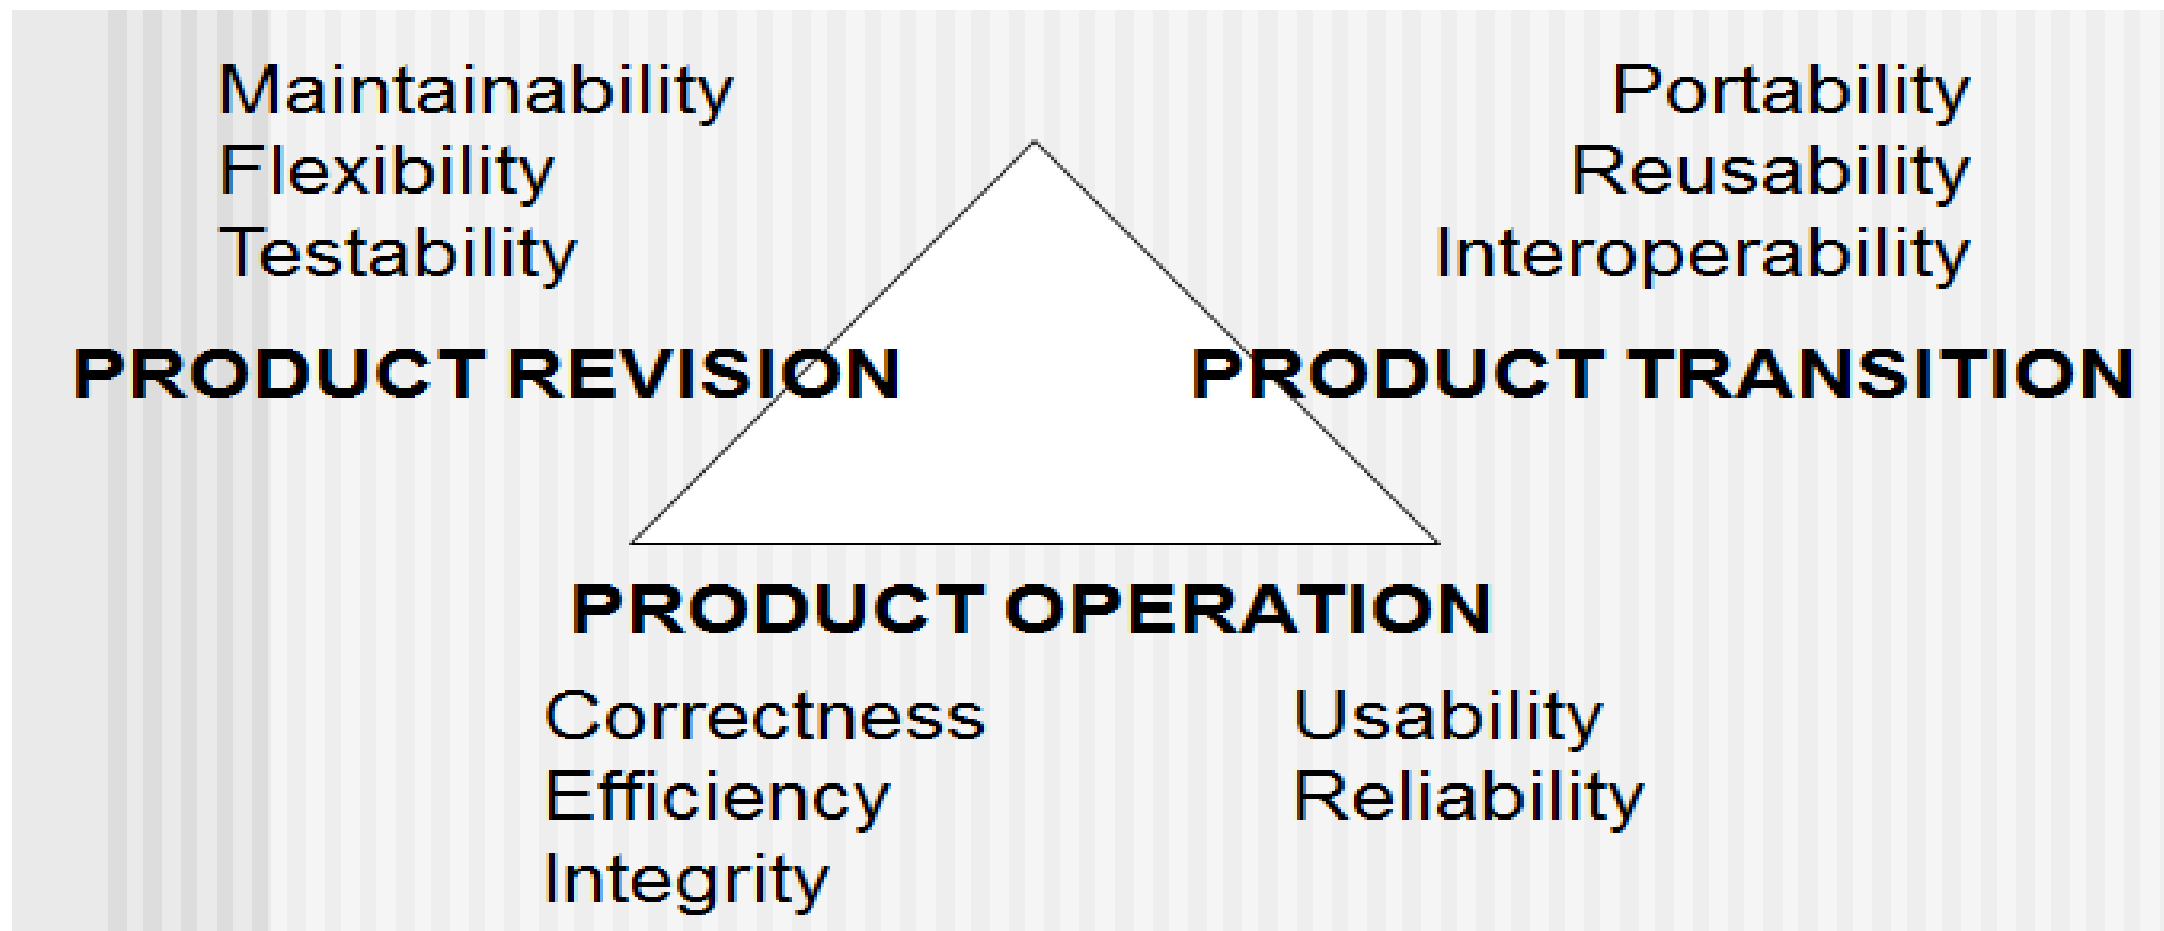 Maintainability
Flexibility
Testability
PRODUCT REVISION
Portability
Reusability
Interoperability
PRODUCT TRANSITION
PRODUCT OPERATION
Correctness
Efficiency
Integrity
Usability
Reliability